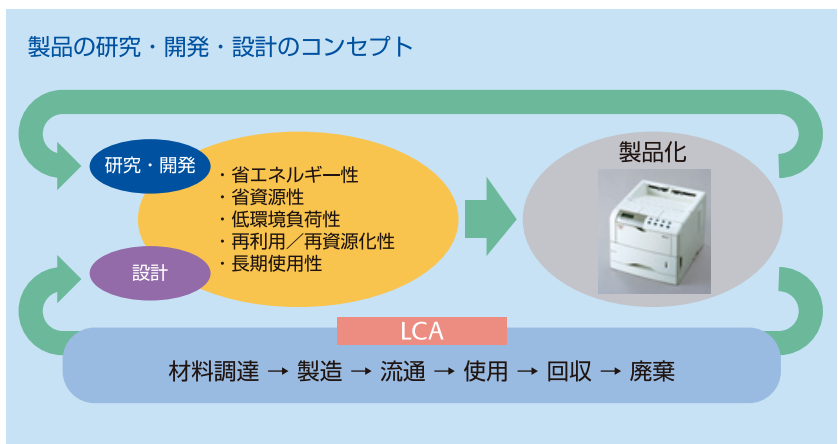 製品の研究・開発・設計のコンセプト
研究・開発
・省エネルギー性
・省資源性
・低環境負荷性
・再利用／再資源化性
・長期使用性
設計
製品化
LCA
材料調達 → 製造 → 流通 → 使用 → 回収 → 廃棄